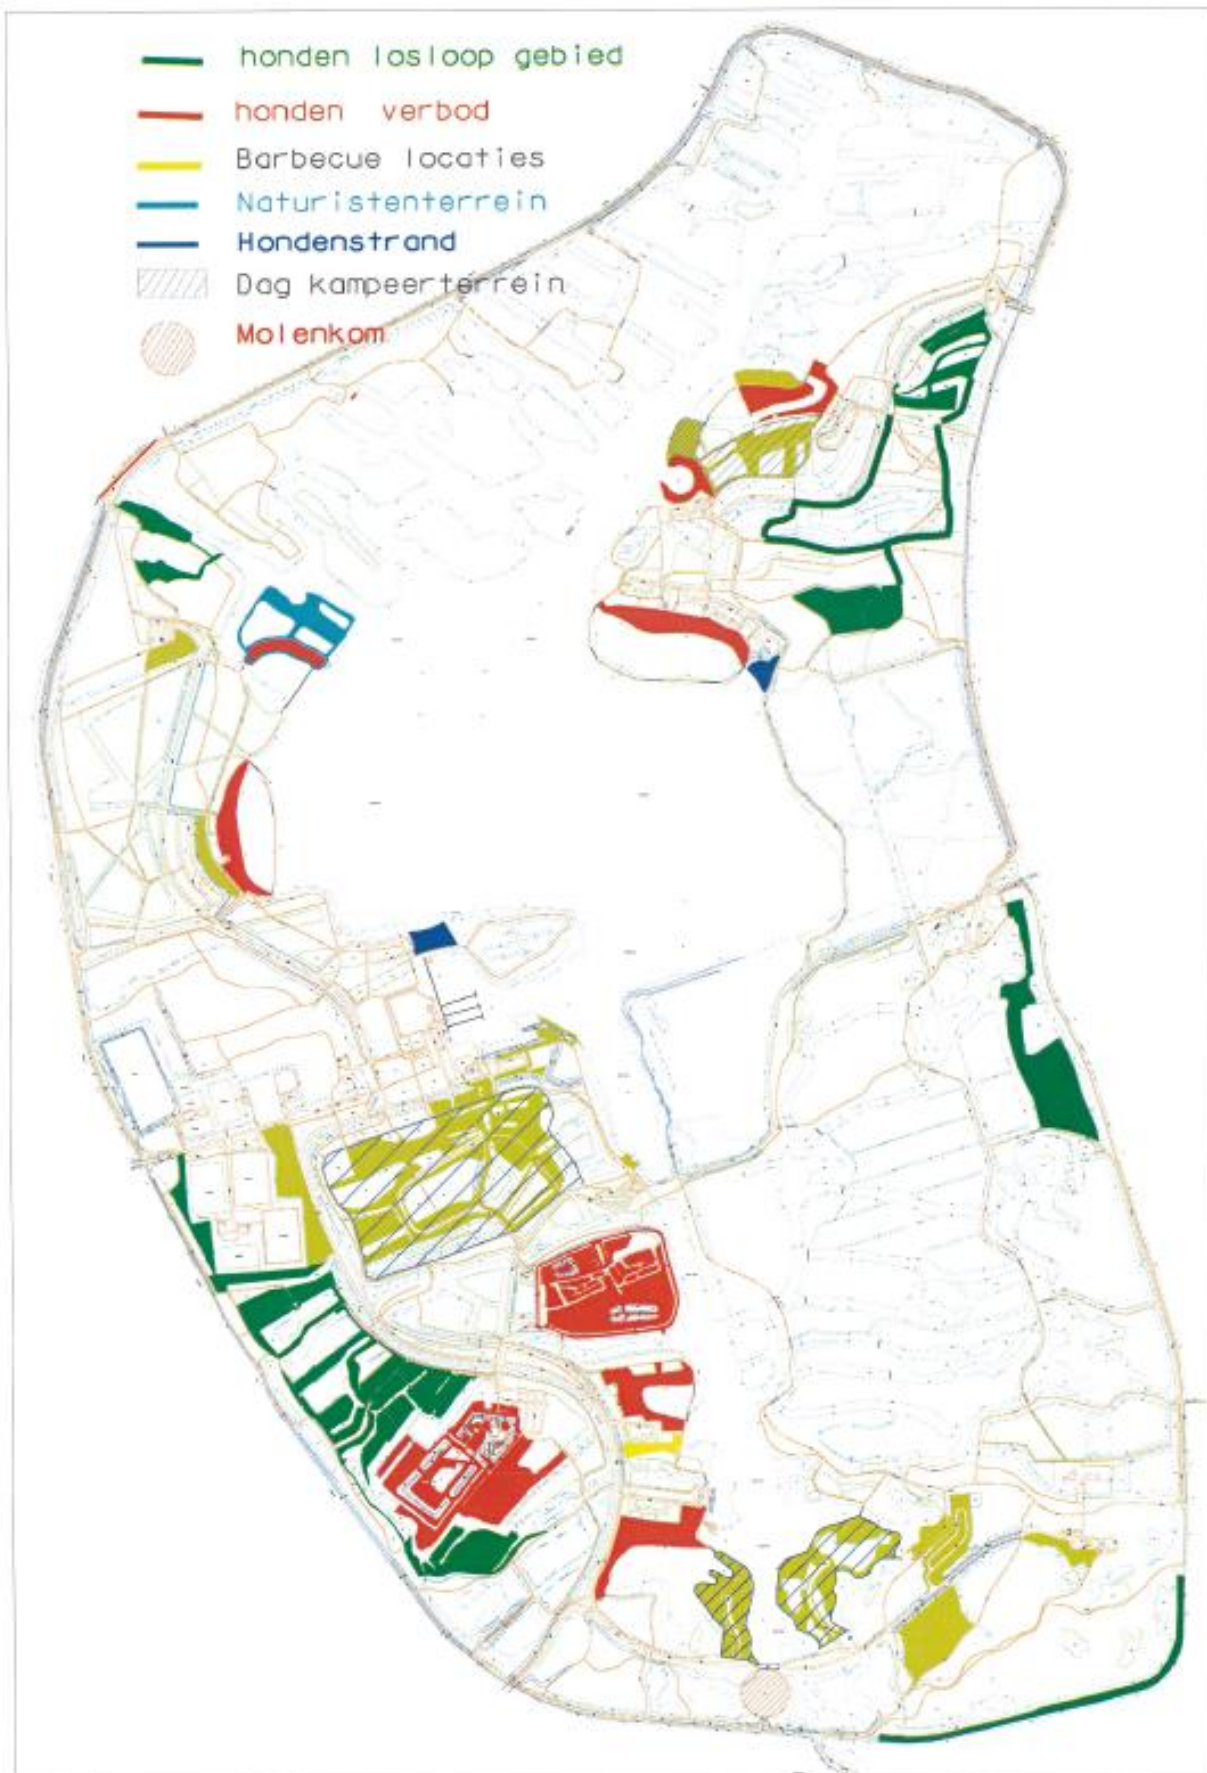 honden losloop gebied
honden verbod
Barbecue locaties
Naturistenterrein
Hondenstrand
Dag kampeerterrein
Molenkom